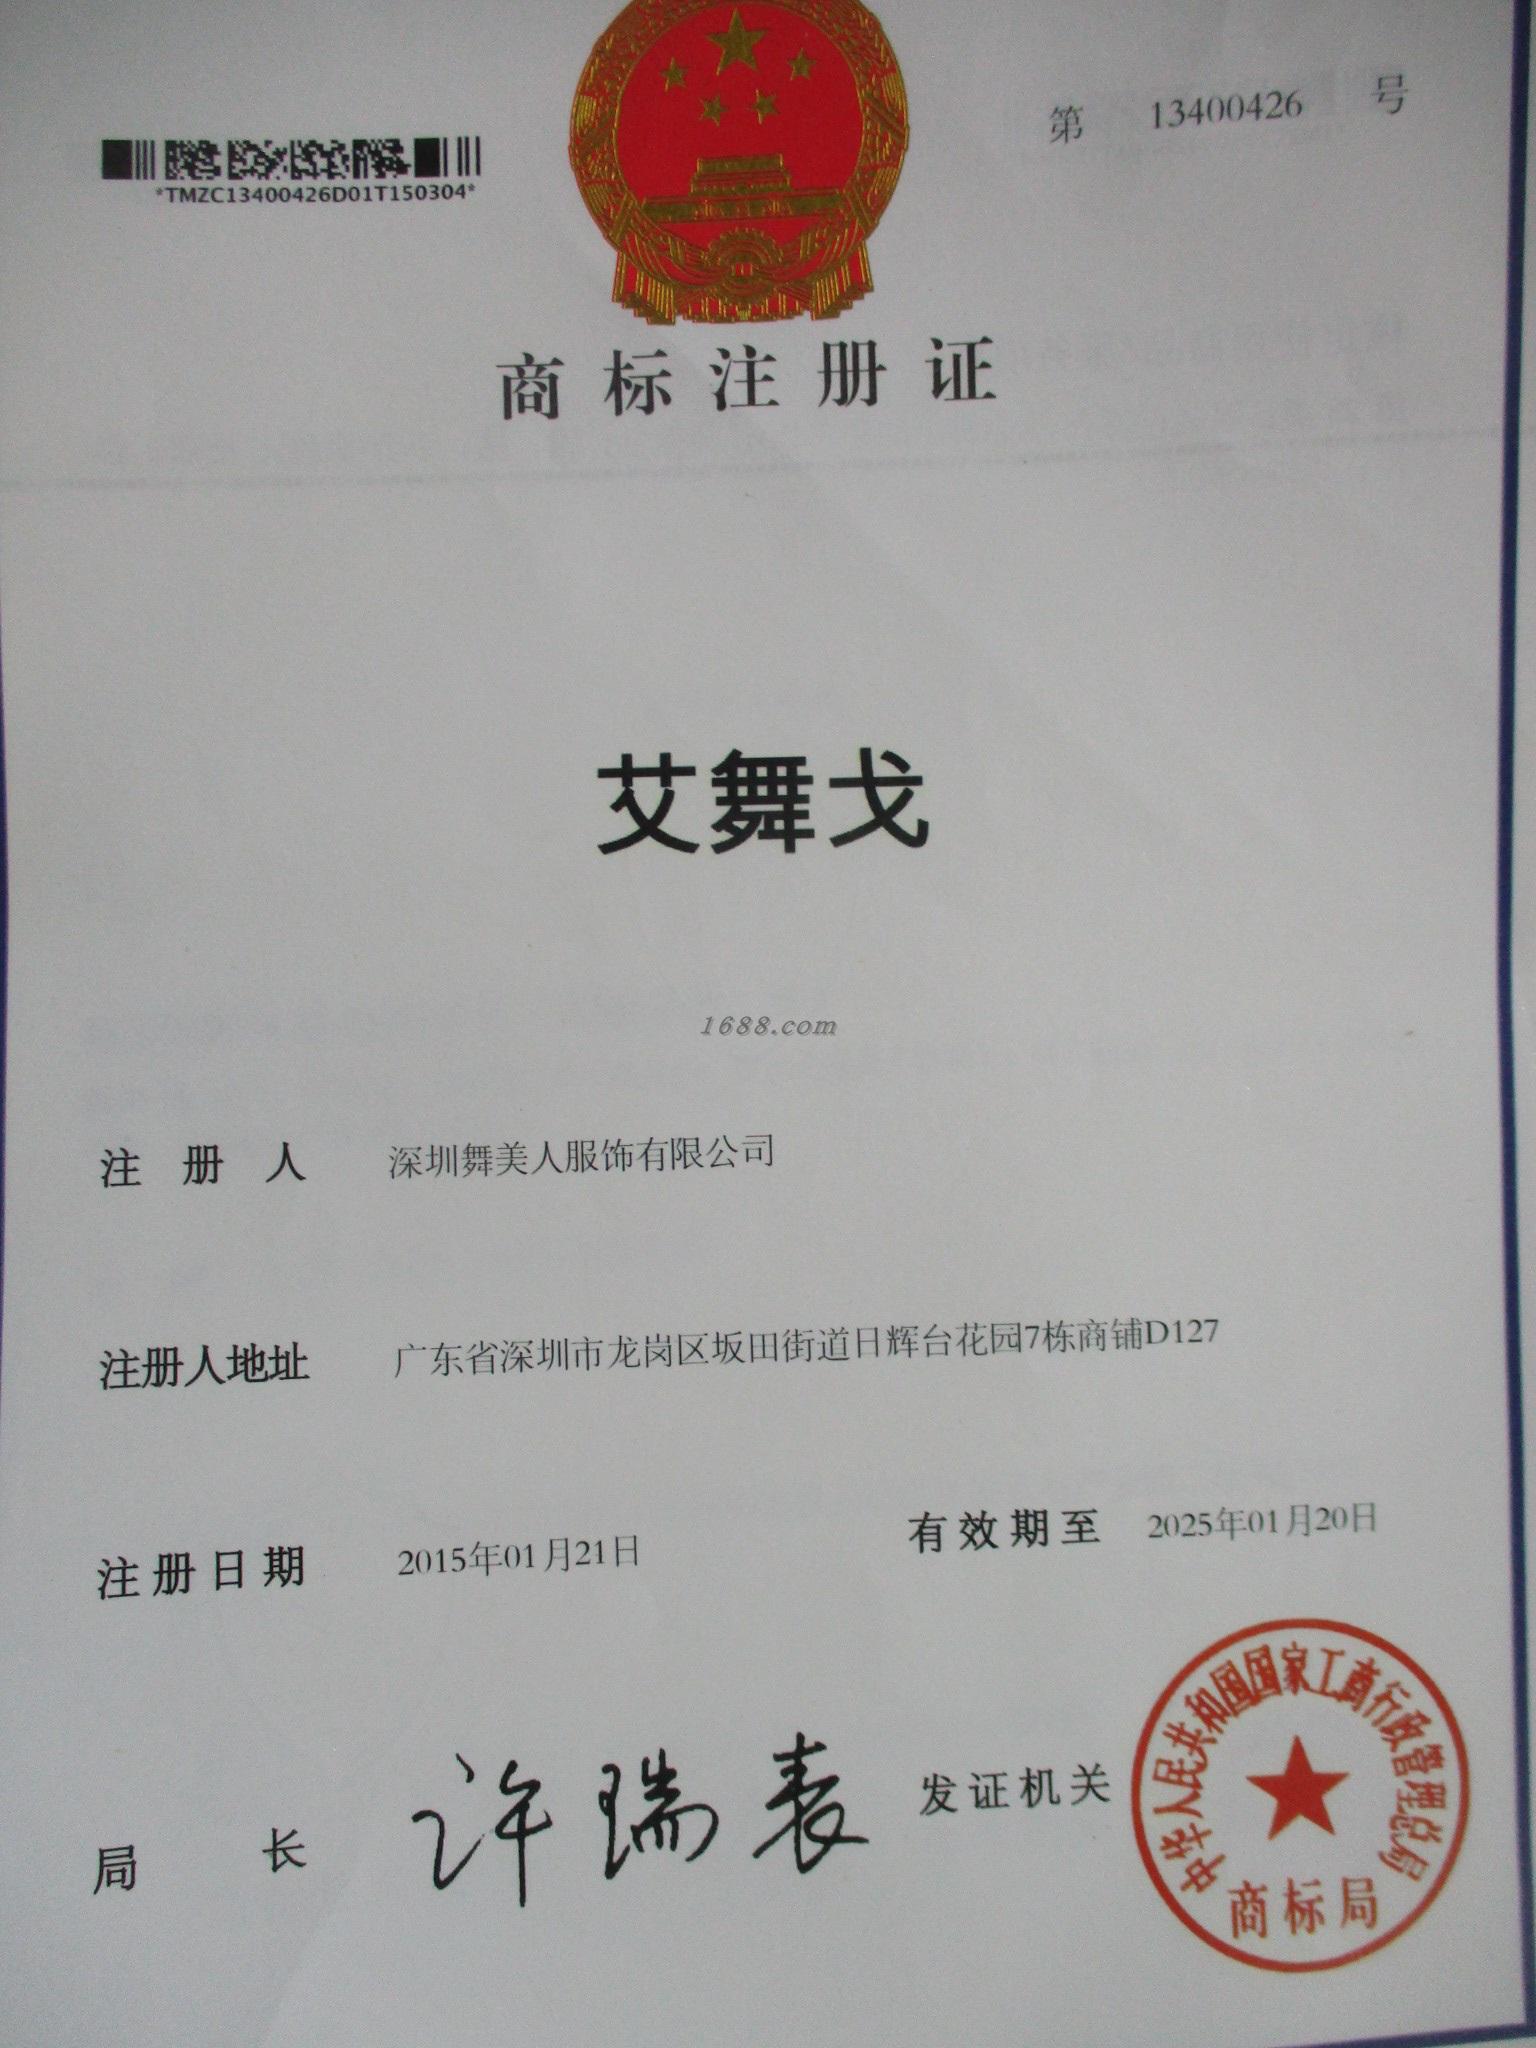 第 13400426 号
*TMZC13400426D01T150304*
商标注册证
艾舞戈
1688.com
注册人 深圳舞美人服饰有限公司
注册人地址 广东省深圳市龙岗区坂田街道日辉台花园7栋商铺D127
注册日期 2015年01月21日 有效期至 2025年01月20日
局长 许瑞表 发证机关
中华人民共和国国家工商行政管理总局
商标局